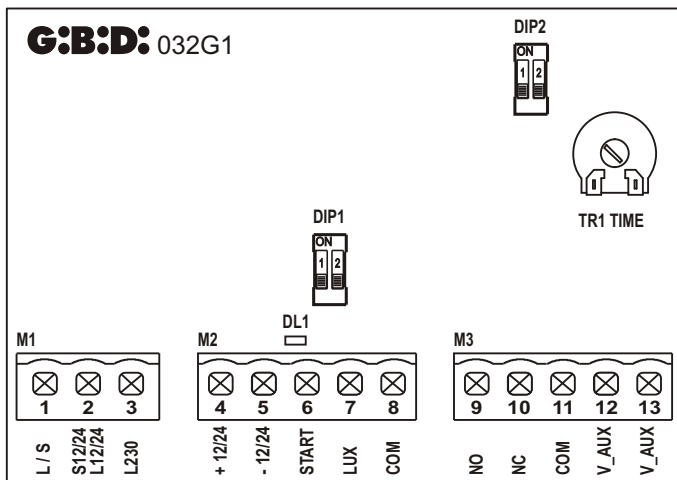 G:B:D: 032G1
DIP2
ON
1 2
TR1 TIME
DIP1
ON
1 2
DL1
M1
M2
M3
1 2 3
4 5 6 7 8
9 10 11 12 13
L / S
S12/24
L12/24
L230
+ 12/24
- 12/24
START
LUX
COM
NO
NC
COM
V_AUX
V_AUX